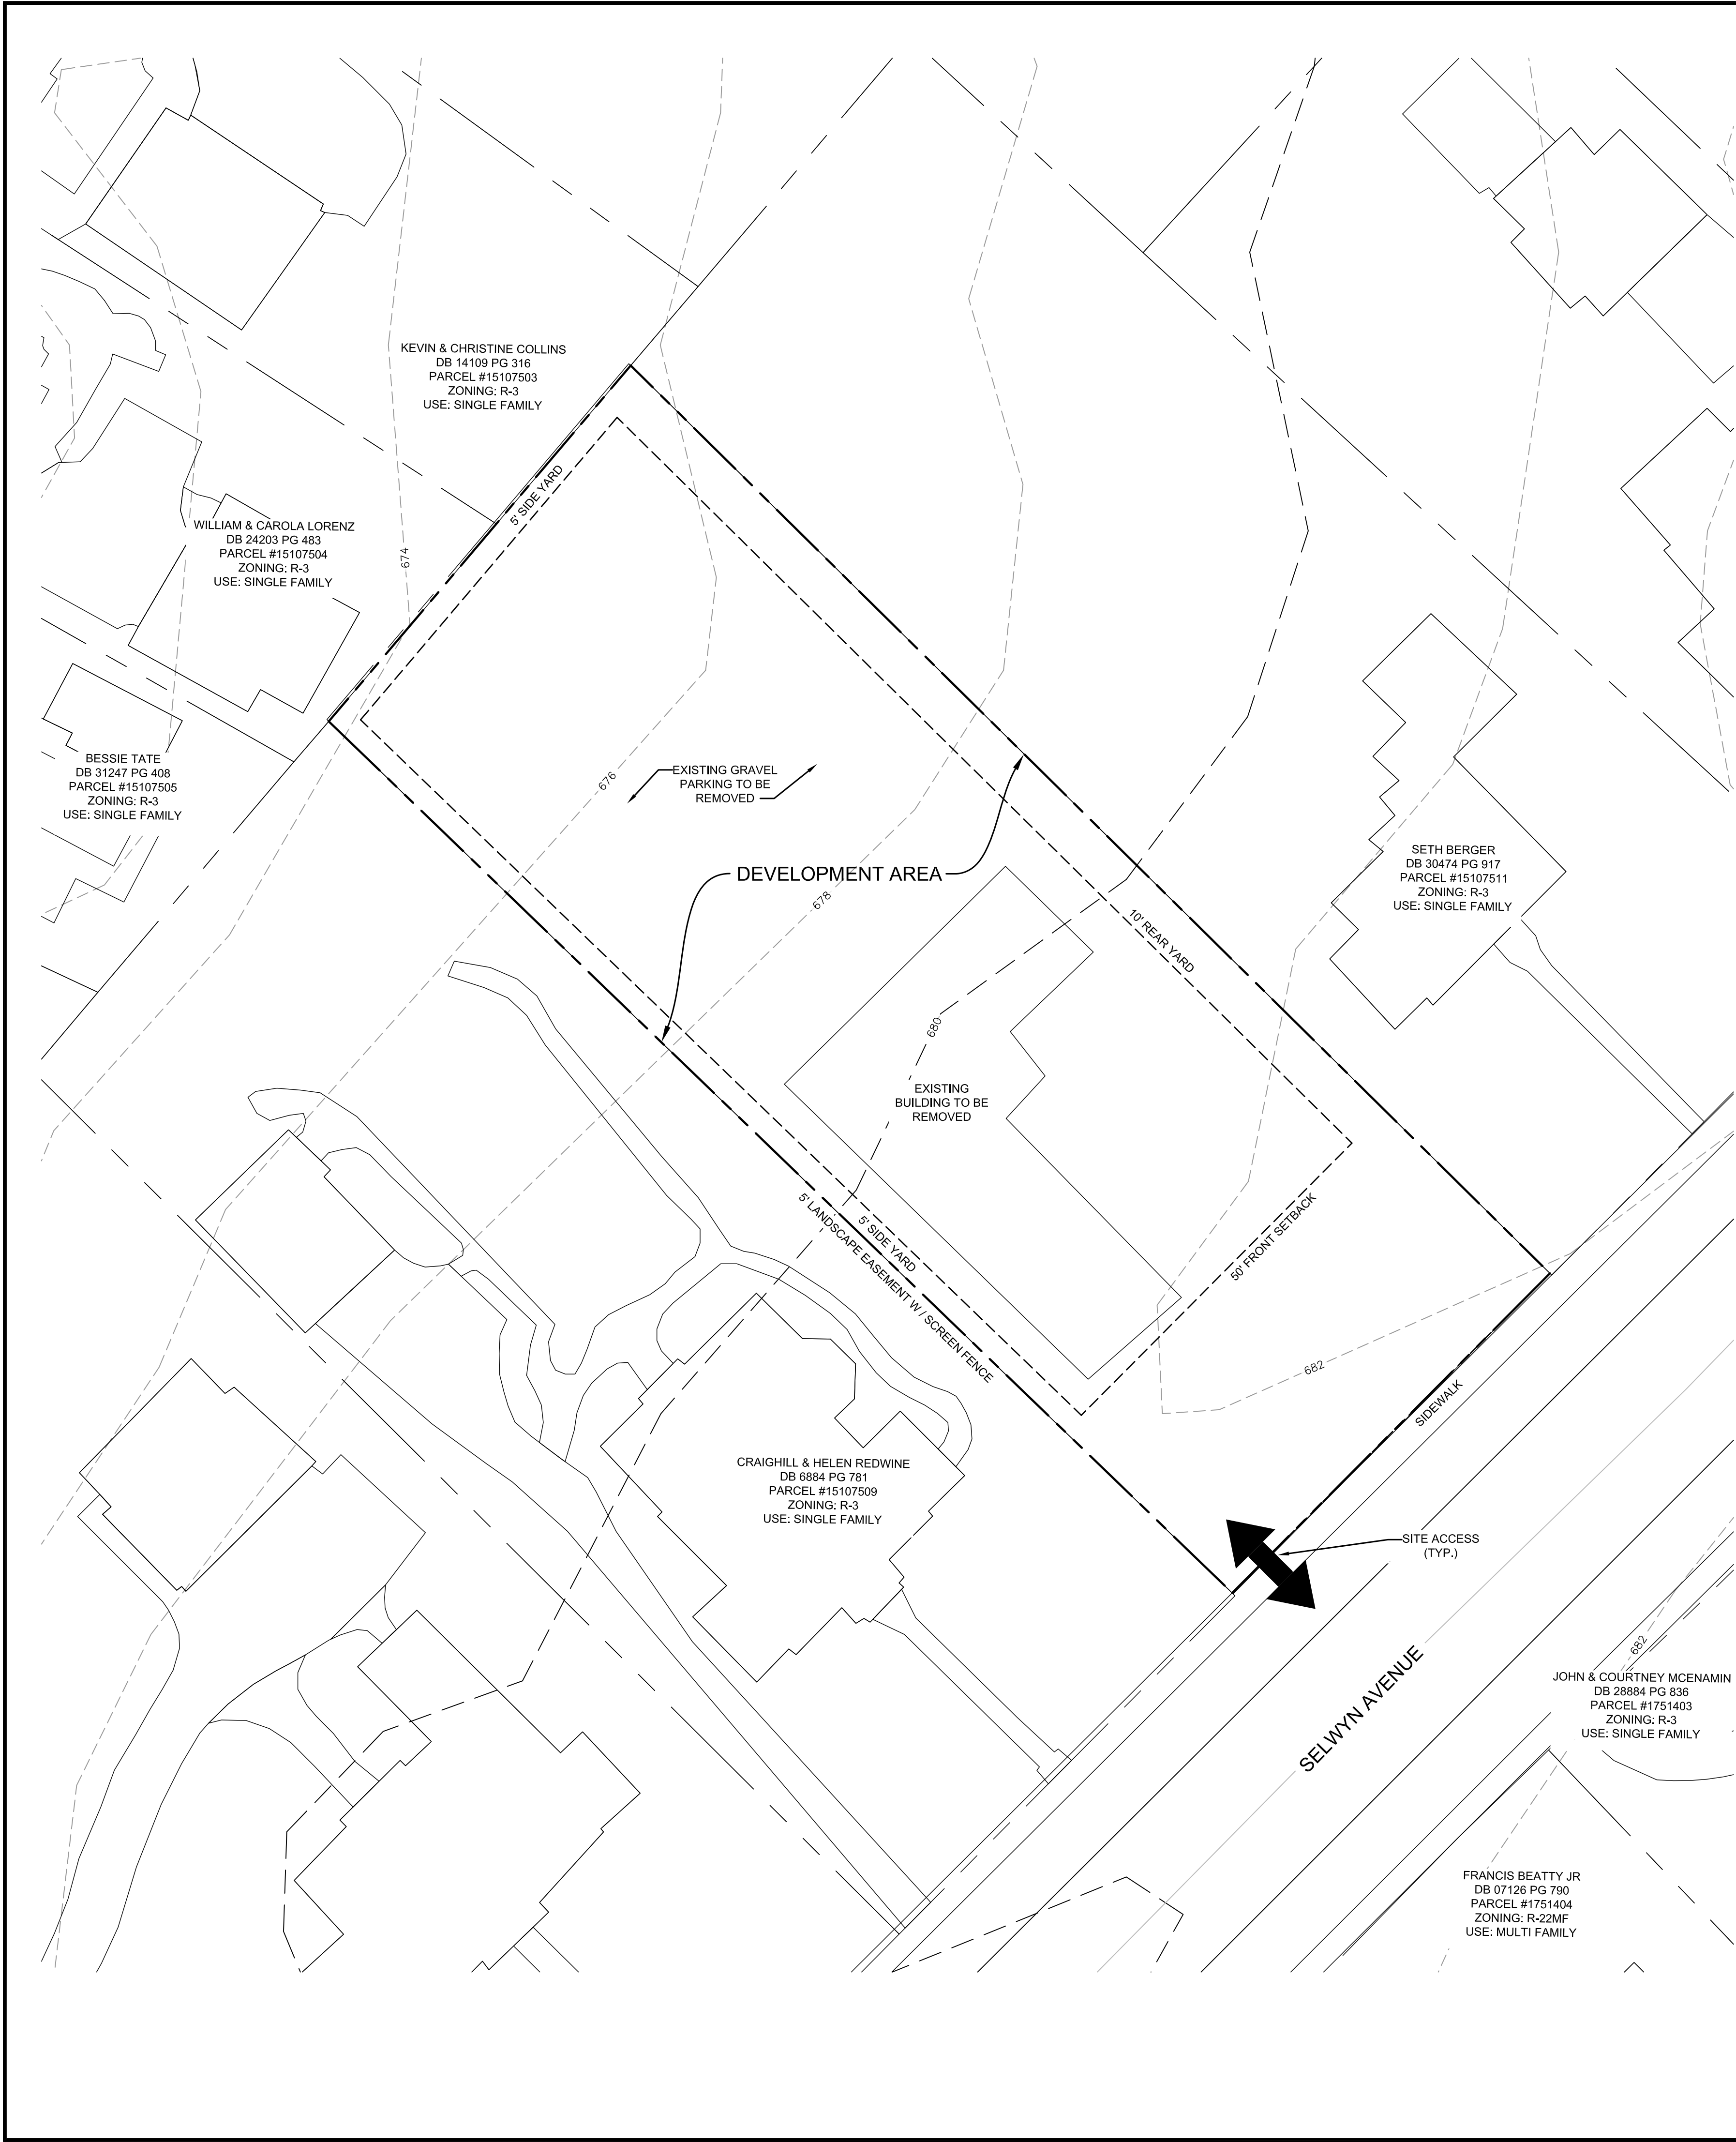 KEVIN & CHRISTINE COLLINS
DB 14109 PG 316
PARCEL #15107503
ZONING: R-3
USE: SINGLE FAMILY
5' SIDE YARD
WILLIAM & CAROLA LORENZ
DB 24203 PG 483
PARCEL #15107504
ZONING: R-3
USE: SINGLE FAMILY
674
BESSIE TATE
DB 31247 PG 408
PARCEL #15107505
ZONING: R-3
USE: SINGLE FAMILY
676
EXISTING GRAVEL
PARKING TO BE
REMOVED
DEVELOPMENT AREA
678
SETH BERGER
DB 30474 PG 917
PARCEL #15107511
ZONING: R-3
USE: SINGLE FAMILY
10' REAR YARD
680
EXISTING
BUILDING TO BE
REMOVED
5' SIDE YARD
5' LANDSCAPE EASEMENT W/ SCREEN FENCE
50' FRONT SETBACK
682
SIDEWALK
CRAIGHILL & HELEN REDWINE
DB 6884 PG 781
PARCEL #15107509
ZONING: R-3
USE: SINGLE FAMILY
SITE ACCESS
(TYP.)
SELWYN AVENUE
682
JOHN & COURTNEY MCENAMIN
DB 28884 PG 836
PARCEL #1751403
ZONING: R-3
USE: SINGLE FAMILY
FRANCIS BEATTY JR
DB 07126 PG 790
PARCEL #1751404
ZONING: R-22MF
USE: MULTI FAMILY